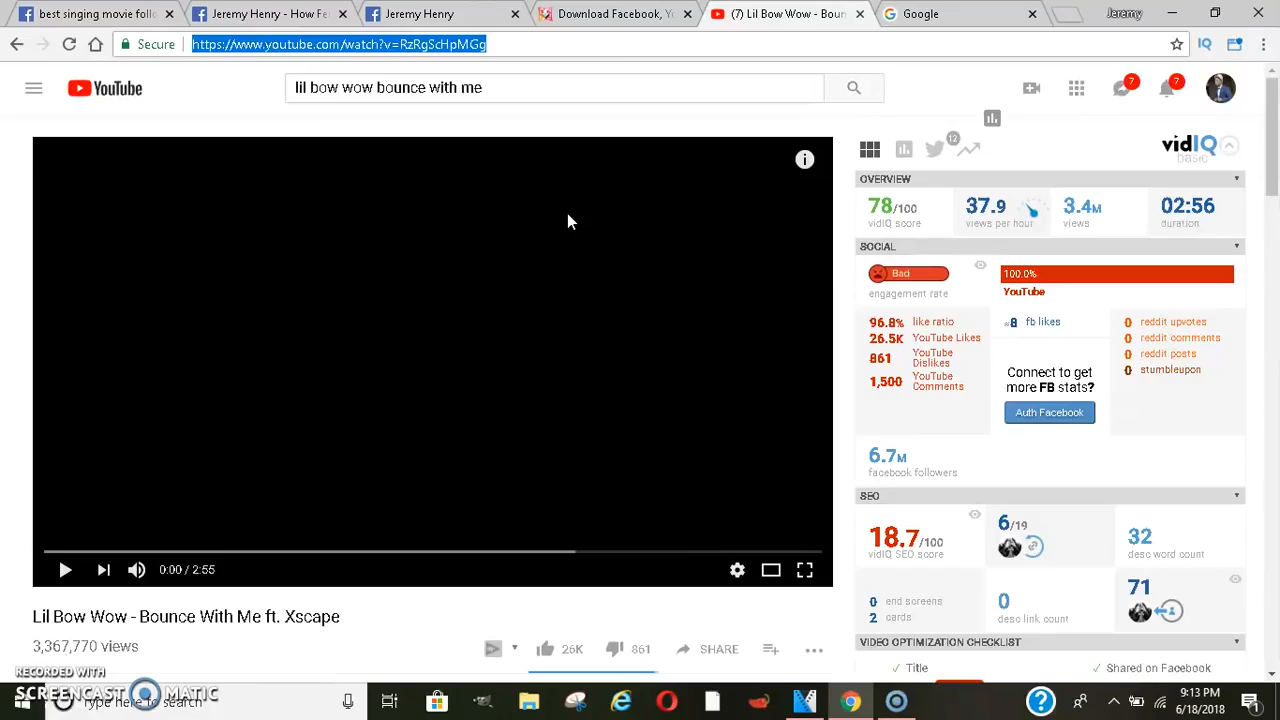 best singing movie follo
Jeremy Henry - Home
Jeremy Henry
Download Facebook, Yo
(7) Lil Bow Wow - Boun
Google
Jeremy
Secure
https://www.youtube.com/watch?v=RzRgScHpMGg
IQ
YouTube
lil bow wow bounce with me
7
7
12
vidIQ
basic
OVERVIEW
78/100
vidIQ score
37.9
views per hour
3.4M
views
02:56
duration
SOCIAL
Bad
engagement rate
100.0%
YouTube
96.8% like ratio
26.5K YouTube Likes
861 YouTube Dislikes
1,500 YouTube Comments
8 fb likes
Connect to get
more FB stats?
Auth Facebook
0 reddit upvotes
0 reddit comments
0 reddit posts
0 stumbleupon
6.7M
facebook followers
SEO
18.7/100
vidIQ SEO score
6/19
32
desc word count
0 end screens
2 cards
0
desc link count
71
VIDEO OPTIMIZATION CHECKLIST
✓ Title
✓ Shared on Facebook
0:00 / 2:55
Lil Bow Wow - Bounce With Me ft. Xscape
3,367,770 views
26K
861
SHARE
RECORDED WITH
SCREENCAST MATIC
Type here to search
9:13 PM
6/18/2018
1